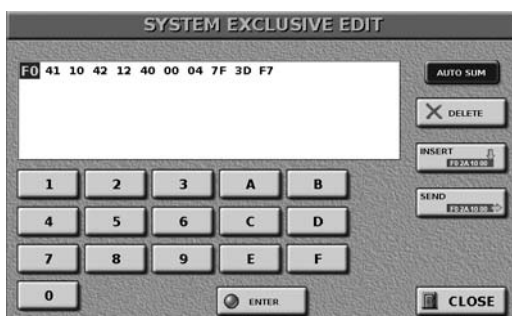 SYSTEM EXCLUSIVE EDIT
F0 41 10 42 12 40 00 04 7F 3D F7
AUTO SUM
DELETE
INSERT
F0 2A 10 00
SEND
F0 2A 10 00
1 2 3 A B
4 5 6 C D
7 8 9 E F
0 ENTER CLOSE